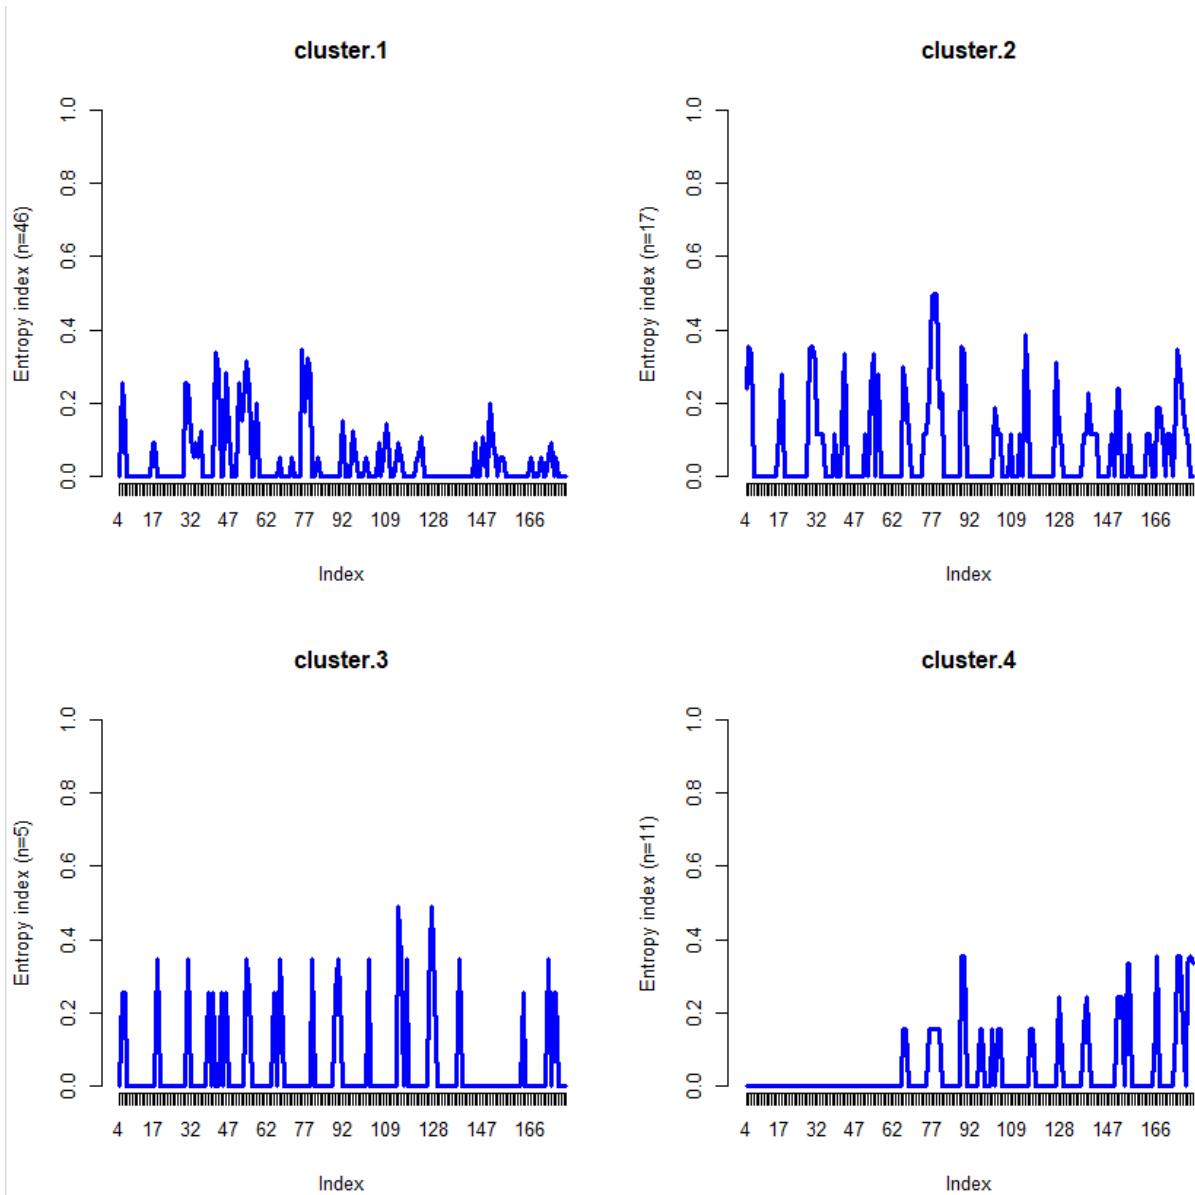 cluster.1
Entropy index (n=46)
0.0 0.2 0.4 0.6 0.8 1.0
4 17 32 47 62 77 92 109 128 147 166
Index
cluster.2
Entropy index (n=17)
0.0 0.2 0.4 0.6 0.8 1.0
4 17 32 47 62 77 92 109 128 147 166
Index
cluster.3
Entropy index (n=5)
0.0 0.2 0.4 0.6 0.8 1.0
4 17 32 47 62 77 92 109 128 147 166
Index
cluster.4
Entropy index (n=11)
0.0 0.2 0.4 0.6 0.8 1.0
4 17 32 47 62 77 92 109 128 147 166
Index